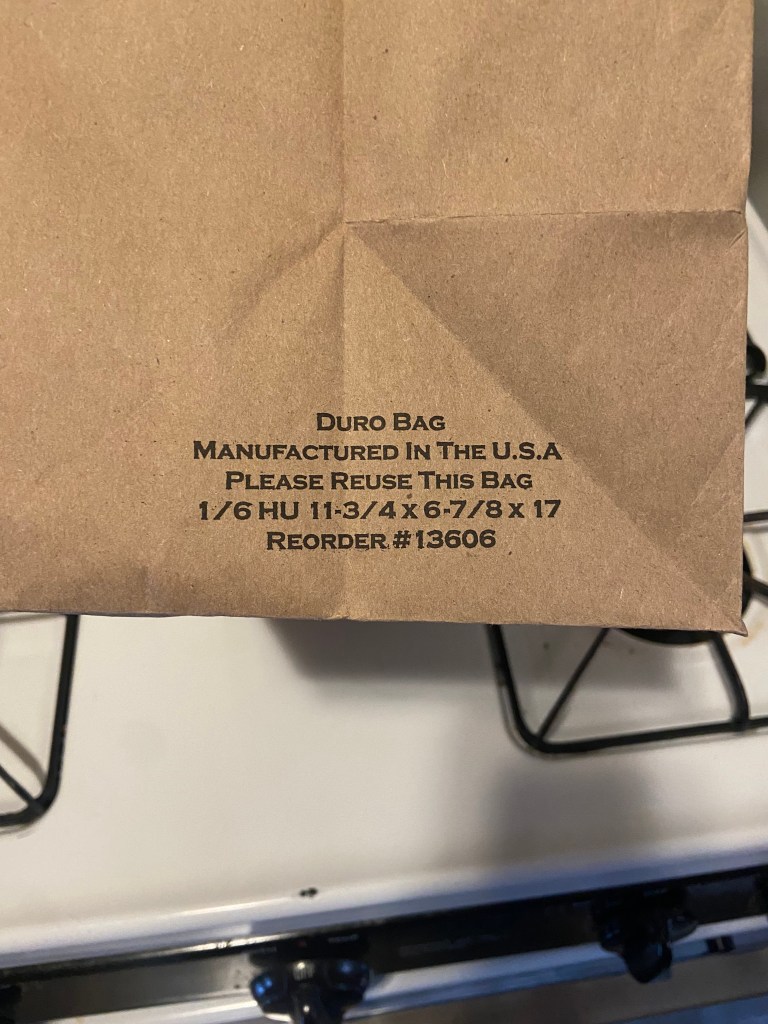 Duro Bag
Manufactured In The U.S.A
Please Reuse This Bag
1/6 HU 11-3/4 x 6-7/8 x 17
Reorder #13606